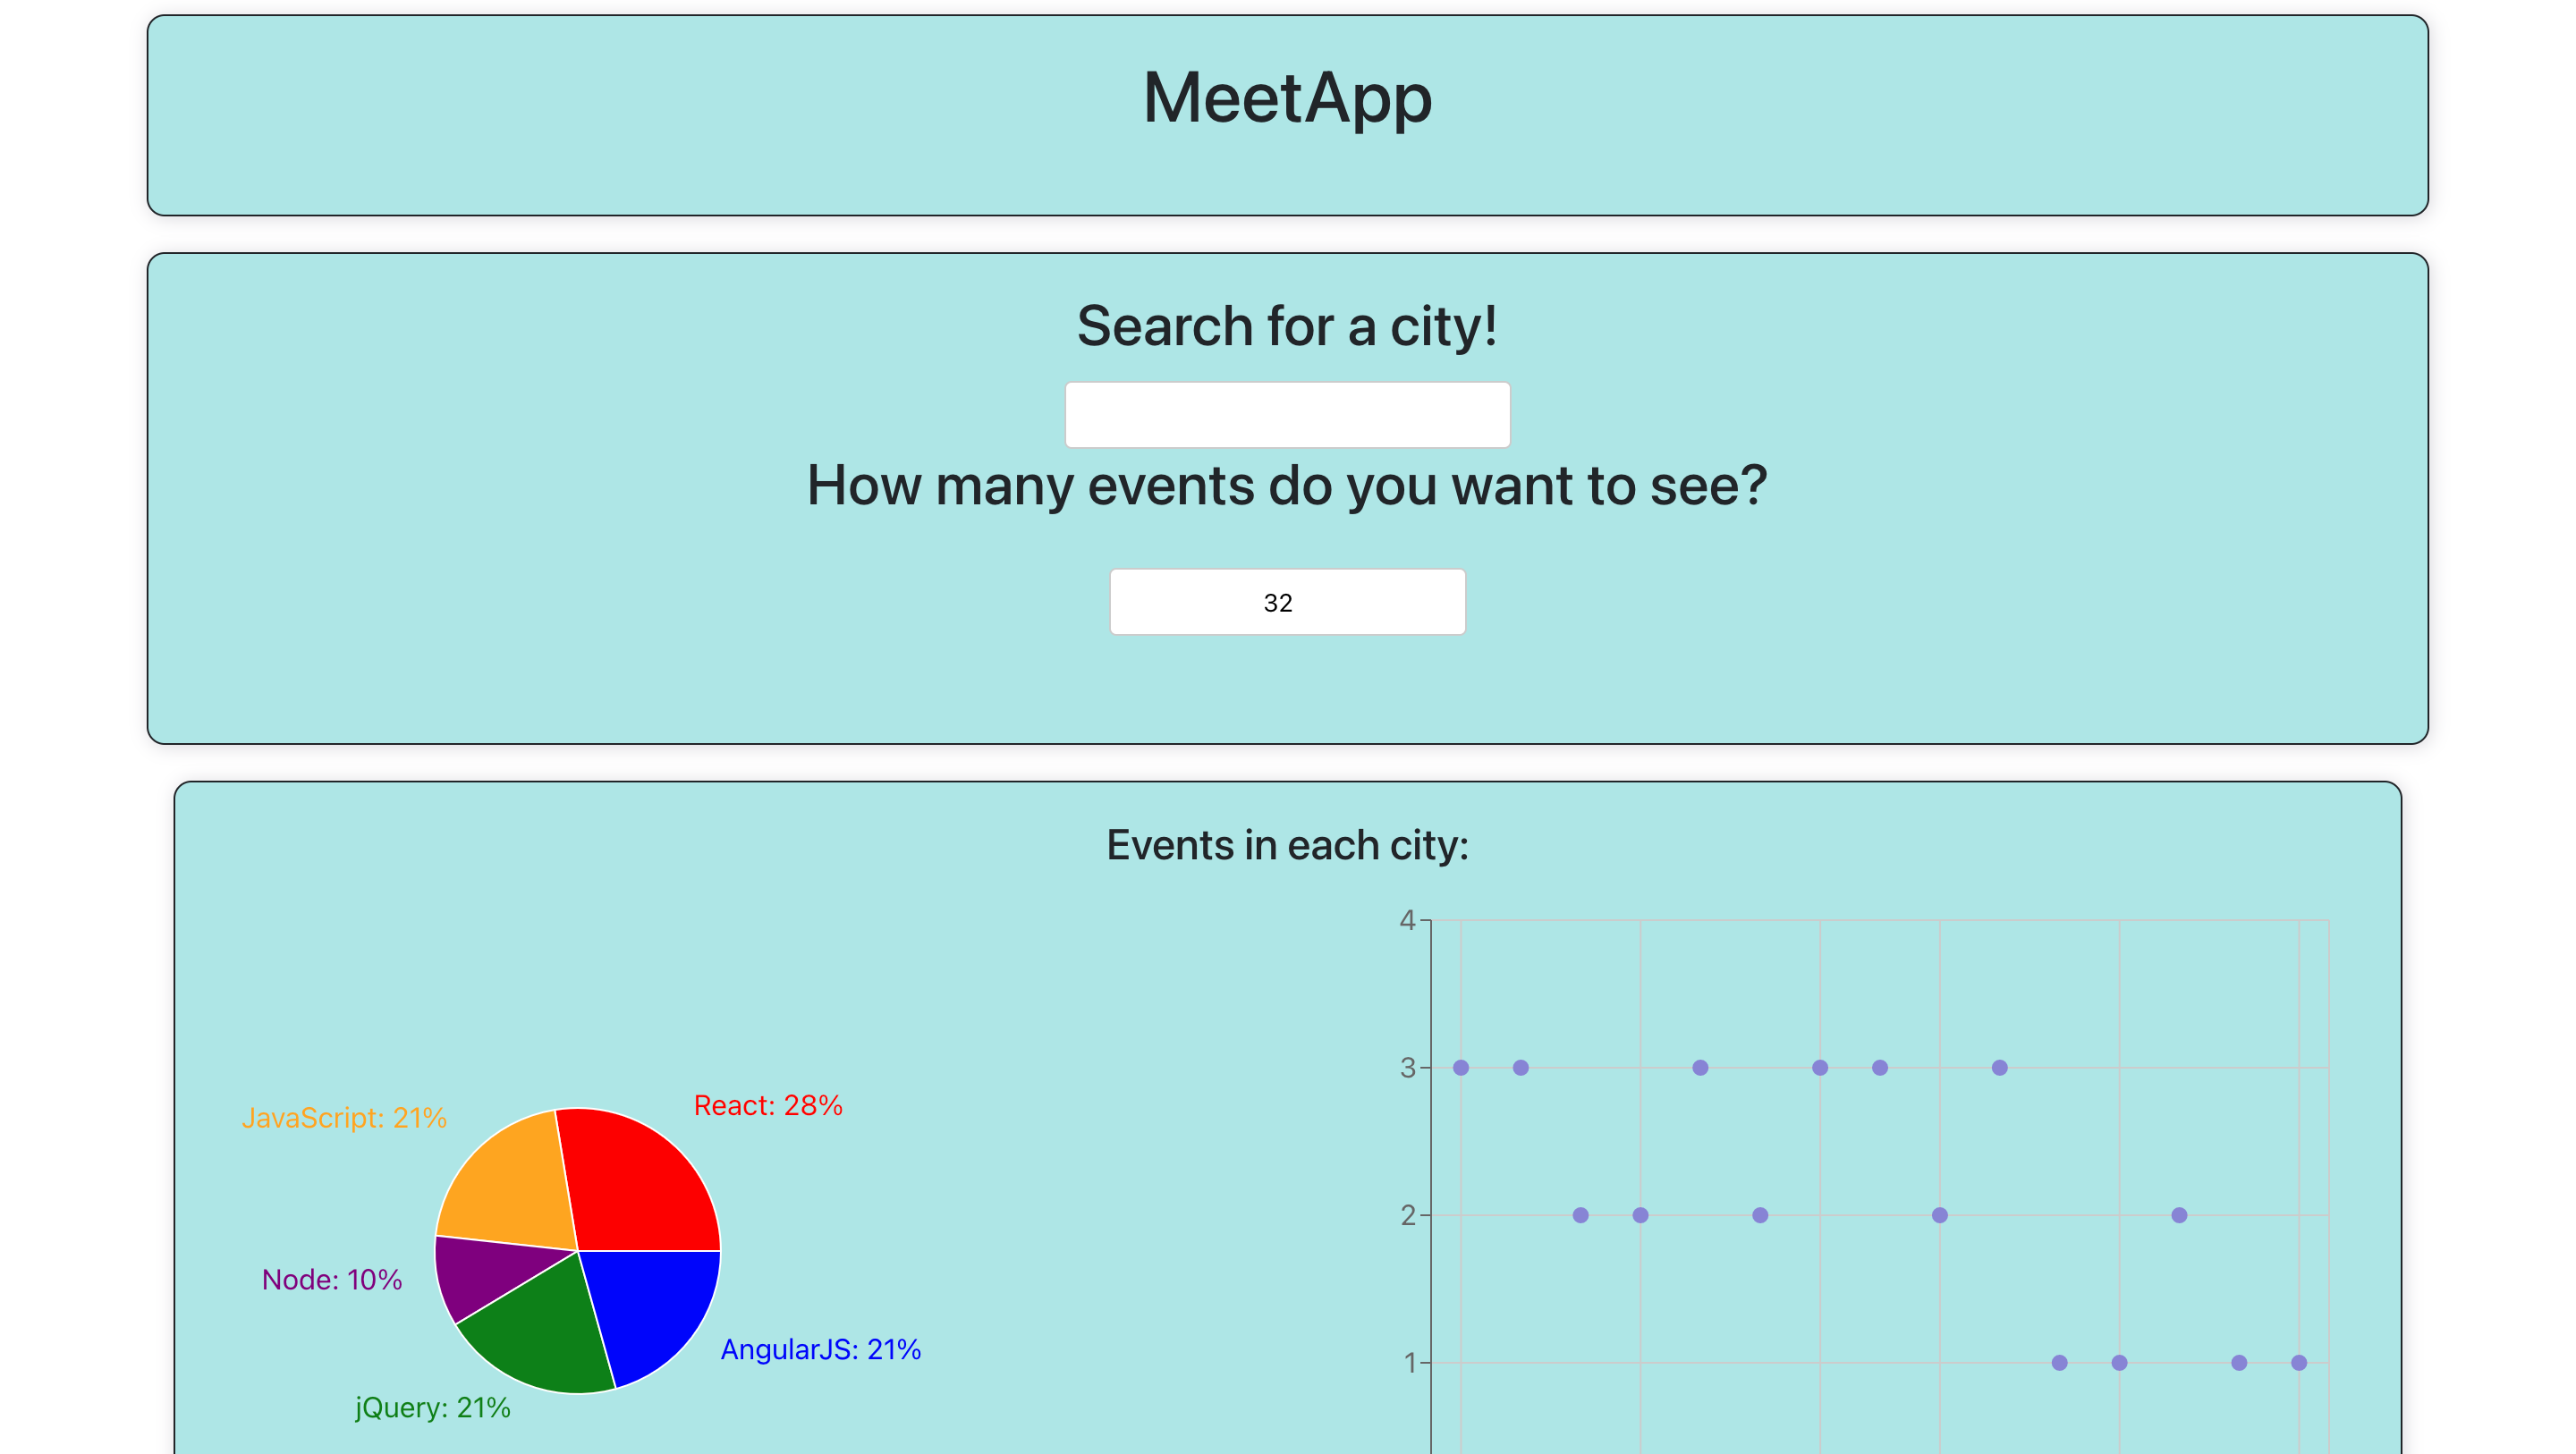 MeetApp
Search for a city!
How many events do you want to see?
32
Events in each city:
4
3
2
1
React: 28%
JavaScript: 21%
Node: 10%
AngularJS: 21%
jQuery: 21%